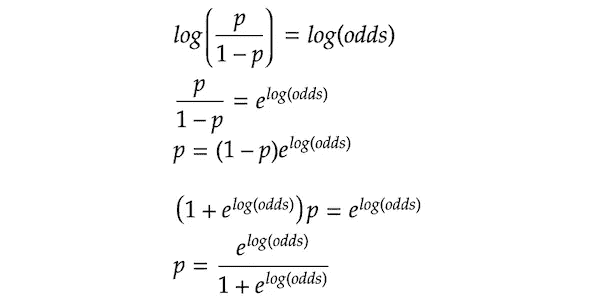 log(p/(1 − p)) = log(odds)
p/(1 − p) = e^{log(odds)}
p = (1 − p)e^{log(odds)}
(1 + e^{log(odds)})p = e^{log(odds)}
p = e^{log(odds)}/(1 + e^{log(odds)})